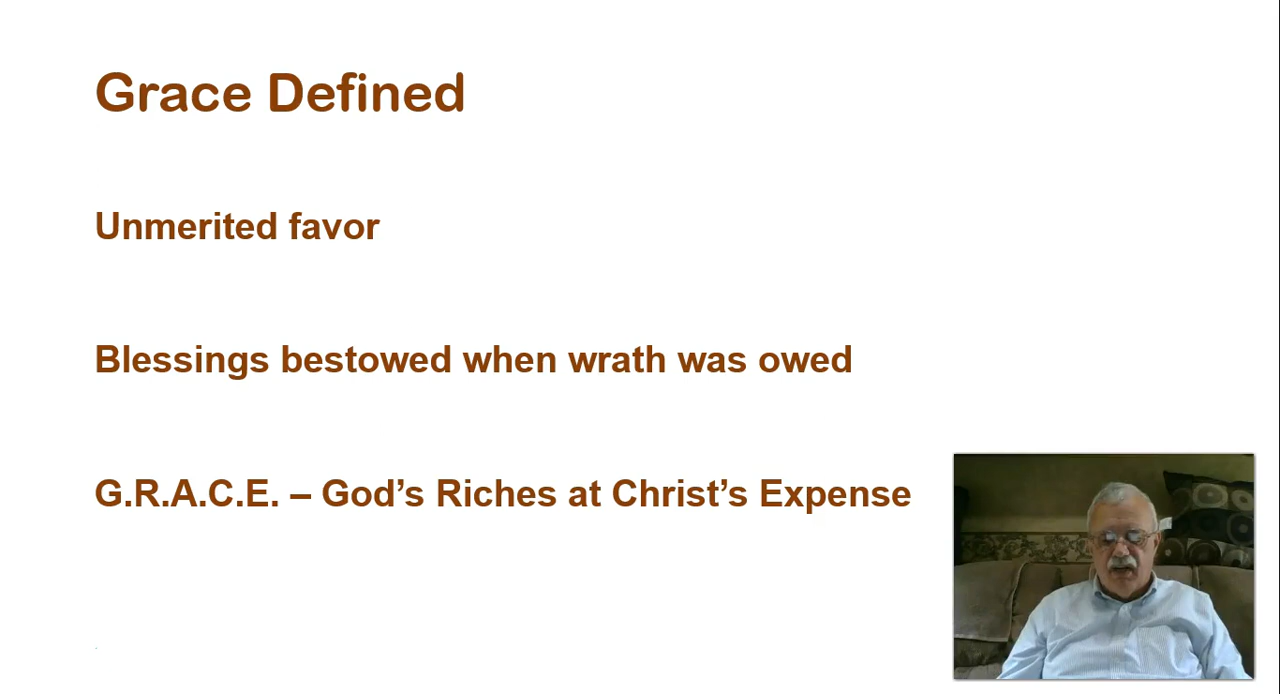 Grace Defined
Unmerited favor
Blessings bestowed when wrath was owed
G.R.A.C.E. – God’s Riches at Christ’s Expense